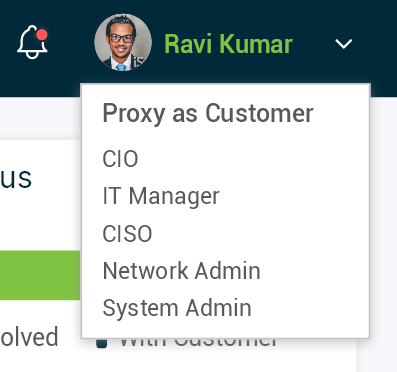 Ravi Kumar
Proxy as Customer
us
CIO
IT Manager
CISO
Network Admin
System Admin
olved
With Customer